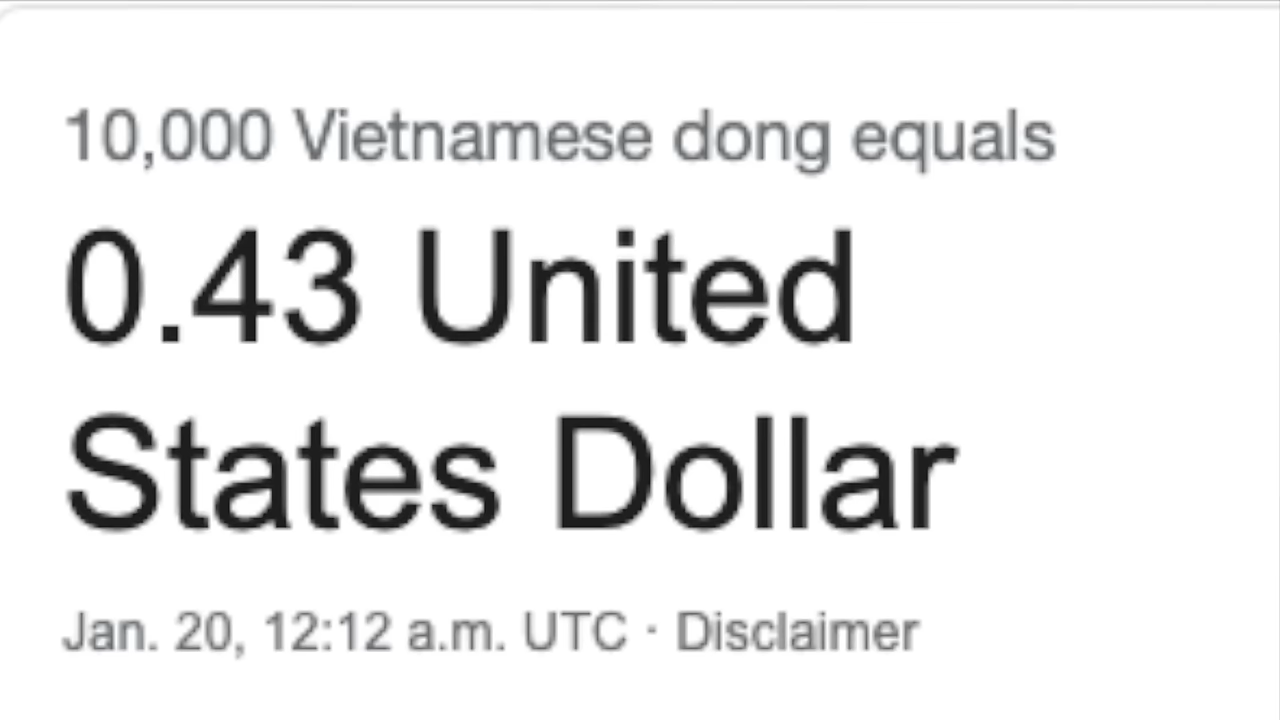 10,000 Vietnamese dong equals
0.43 United
States Dollar
Jan. 20, 12:12 a.m. UTC · Disclaimer